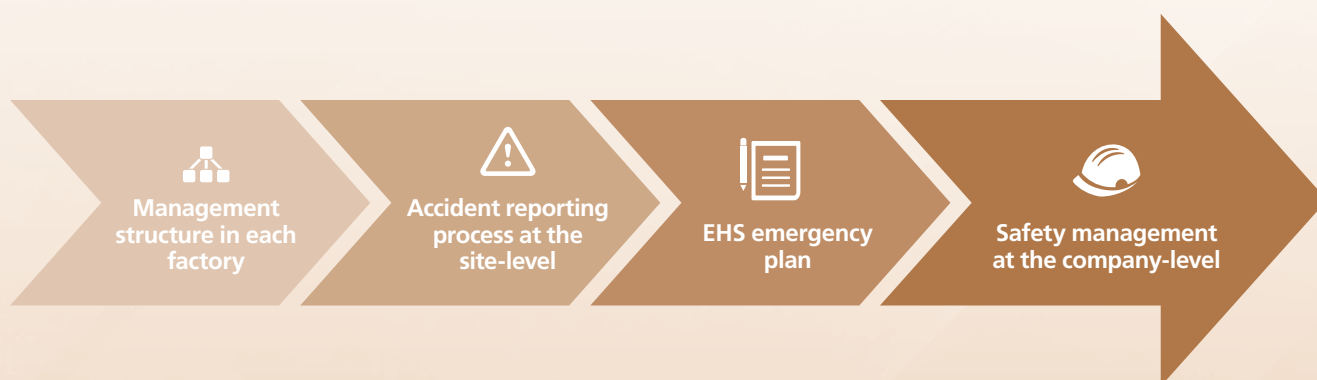 Management
structure in each
factory
Accident reporting
process at the
site-level
EHS emergency
plan
Safety management
at the company-level